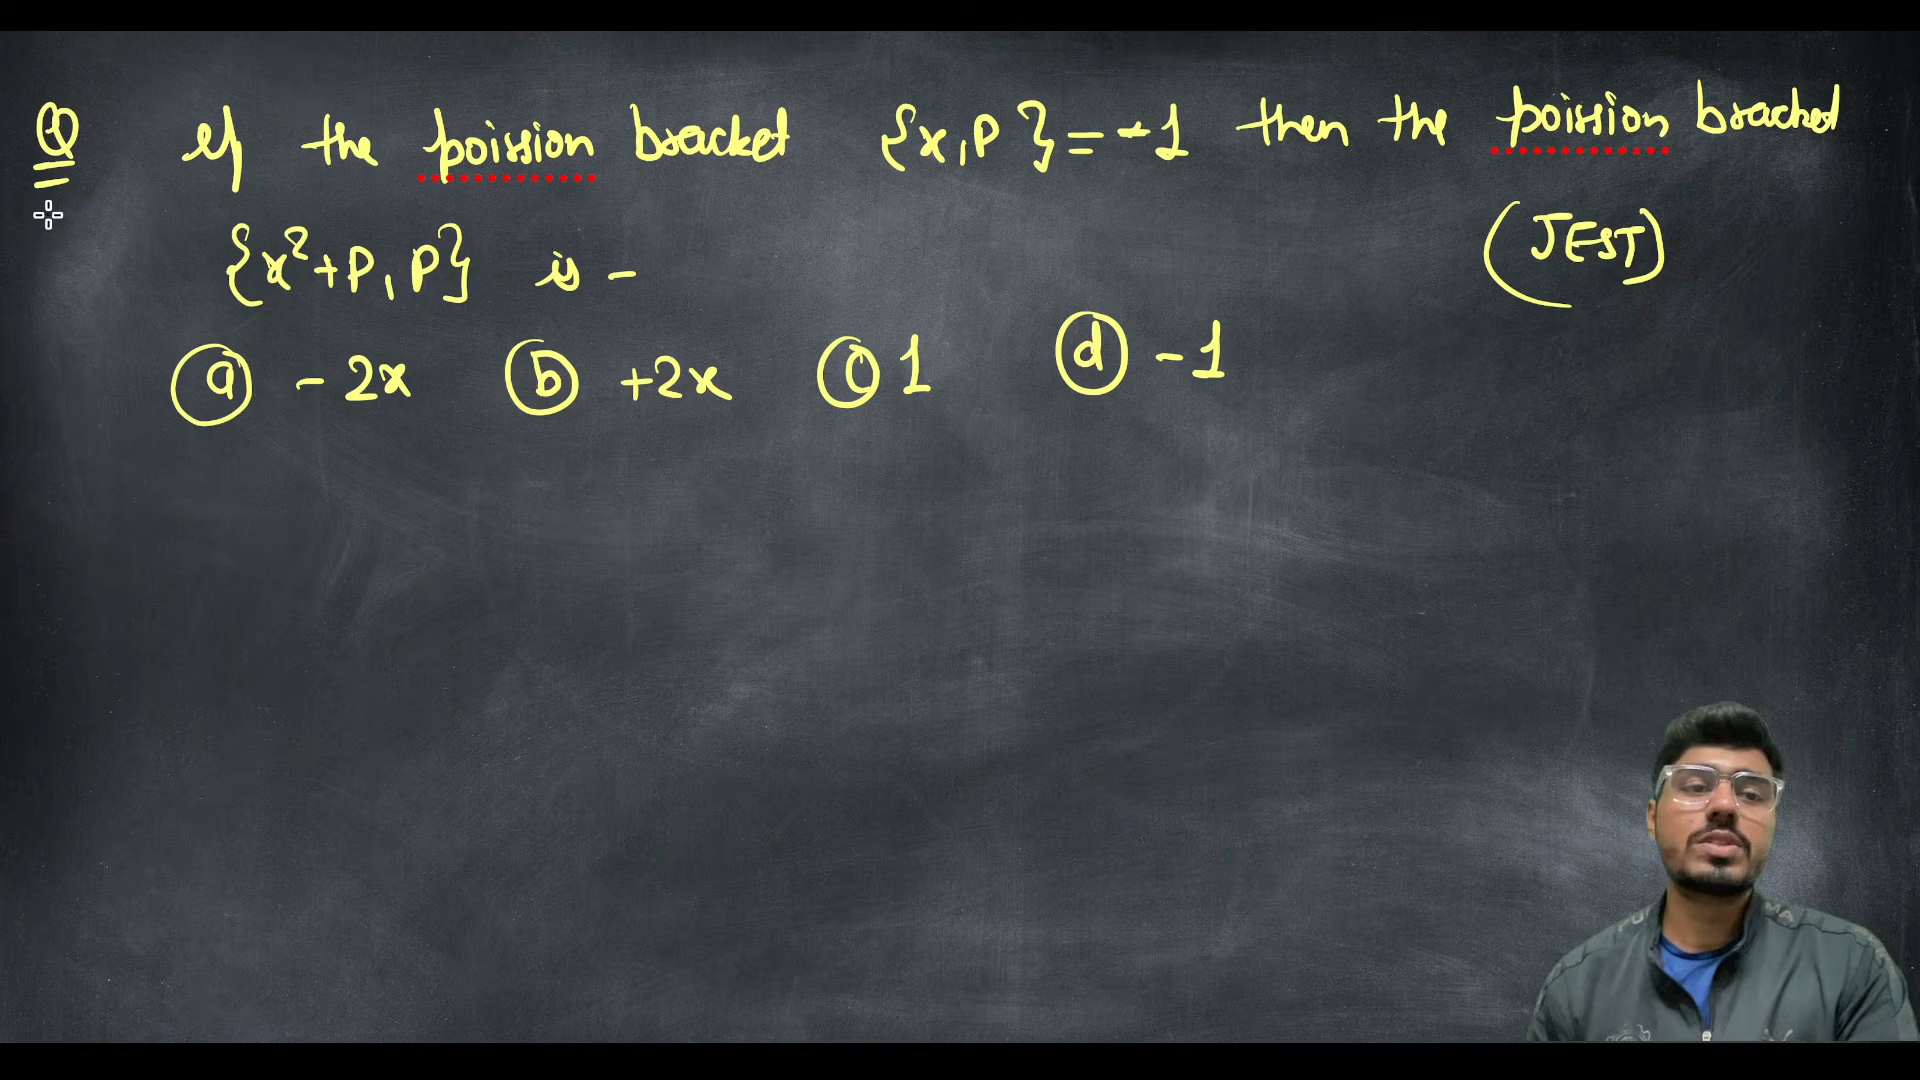 Q if the poission bracket {x,p} = -1 then the poission bracket
{x²+p, p} is - (JEST)
(a) - 2x (b) +2x (c) 1 (d) -1